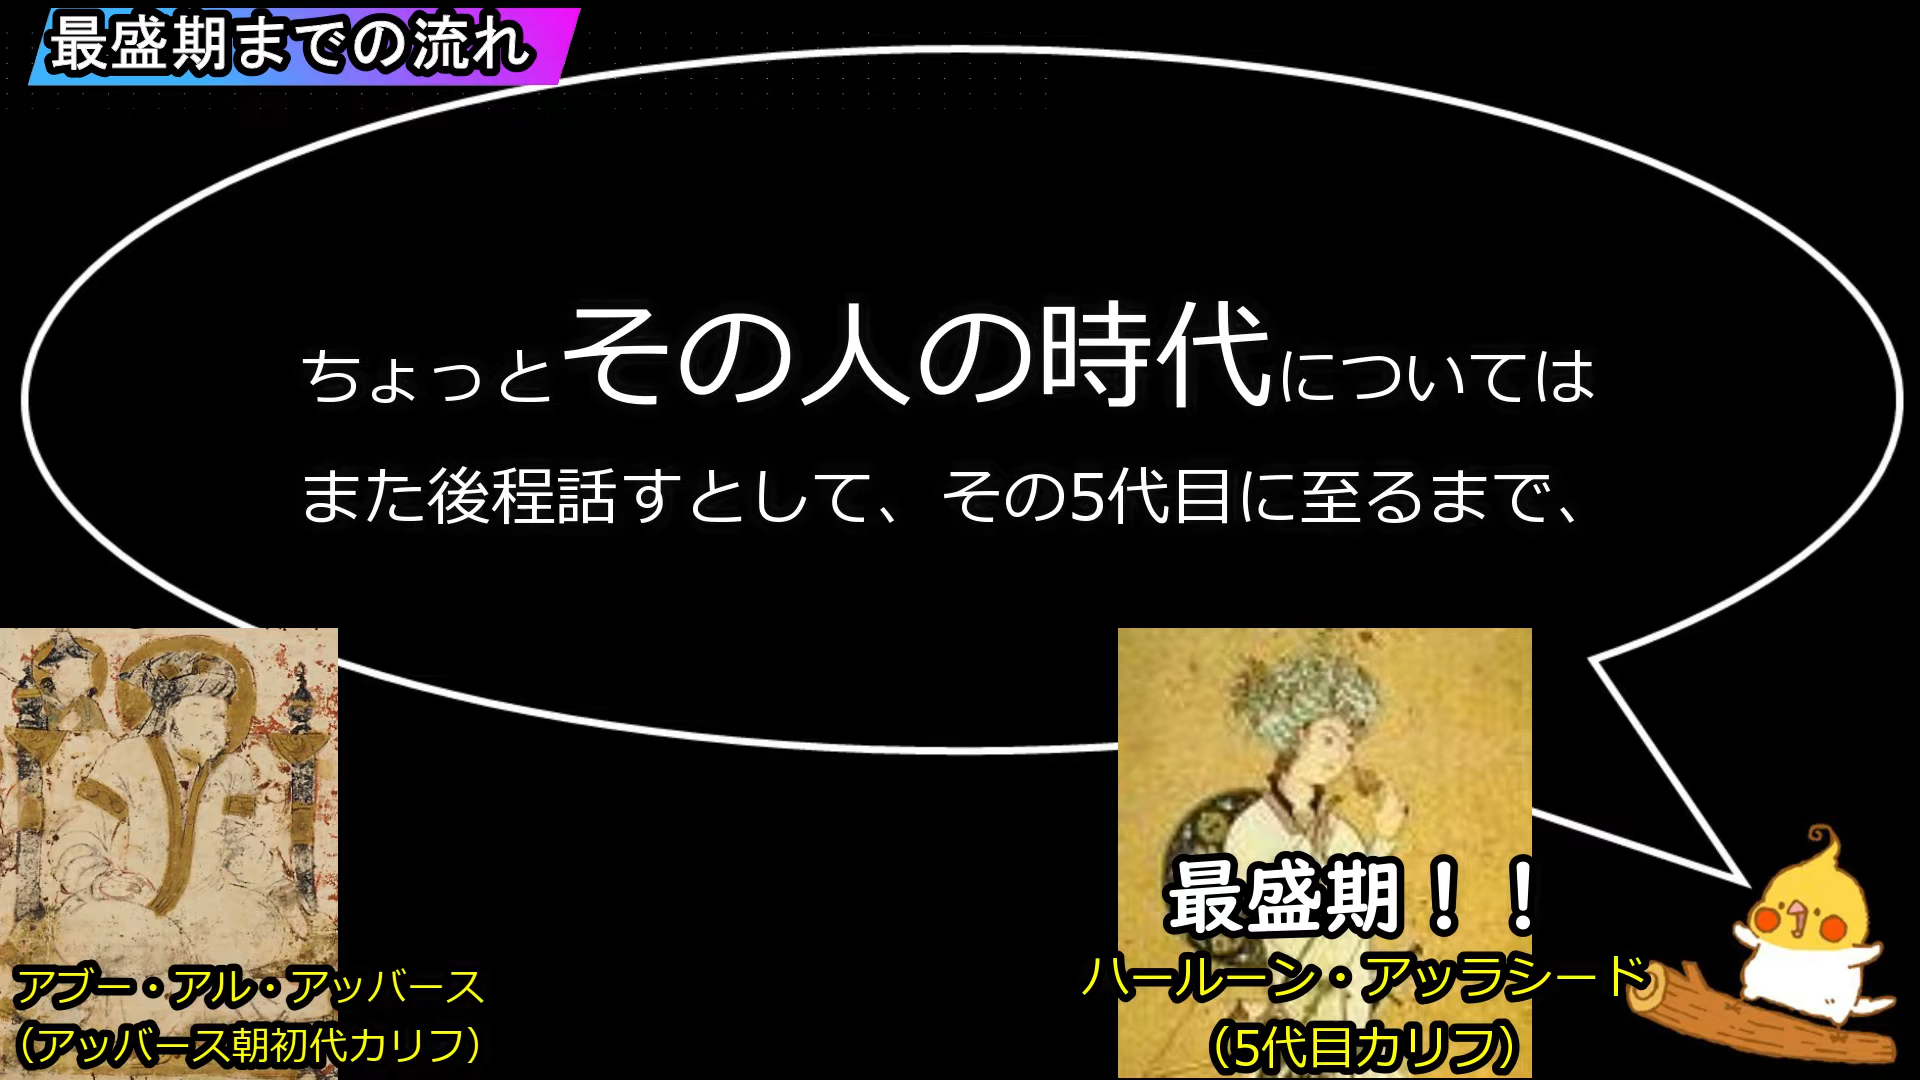 最盛期までの流れ
ちょっとその人の時代については
また後程話すとして、その5代目に至るまで、
最盛期！！
アブー・アル・アッバース
（アッバース朝初代カリフ）
ハールーン・アッラシード
（5代目カリフ）